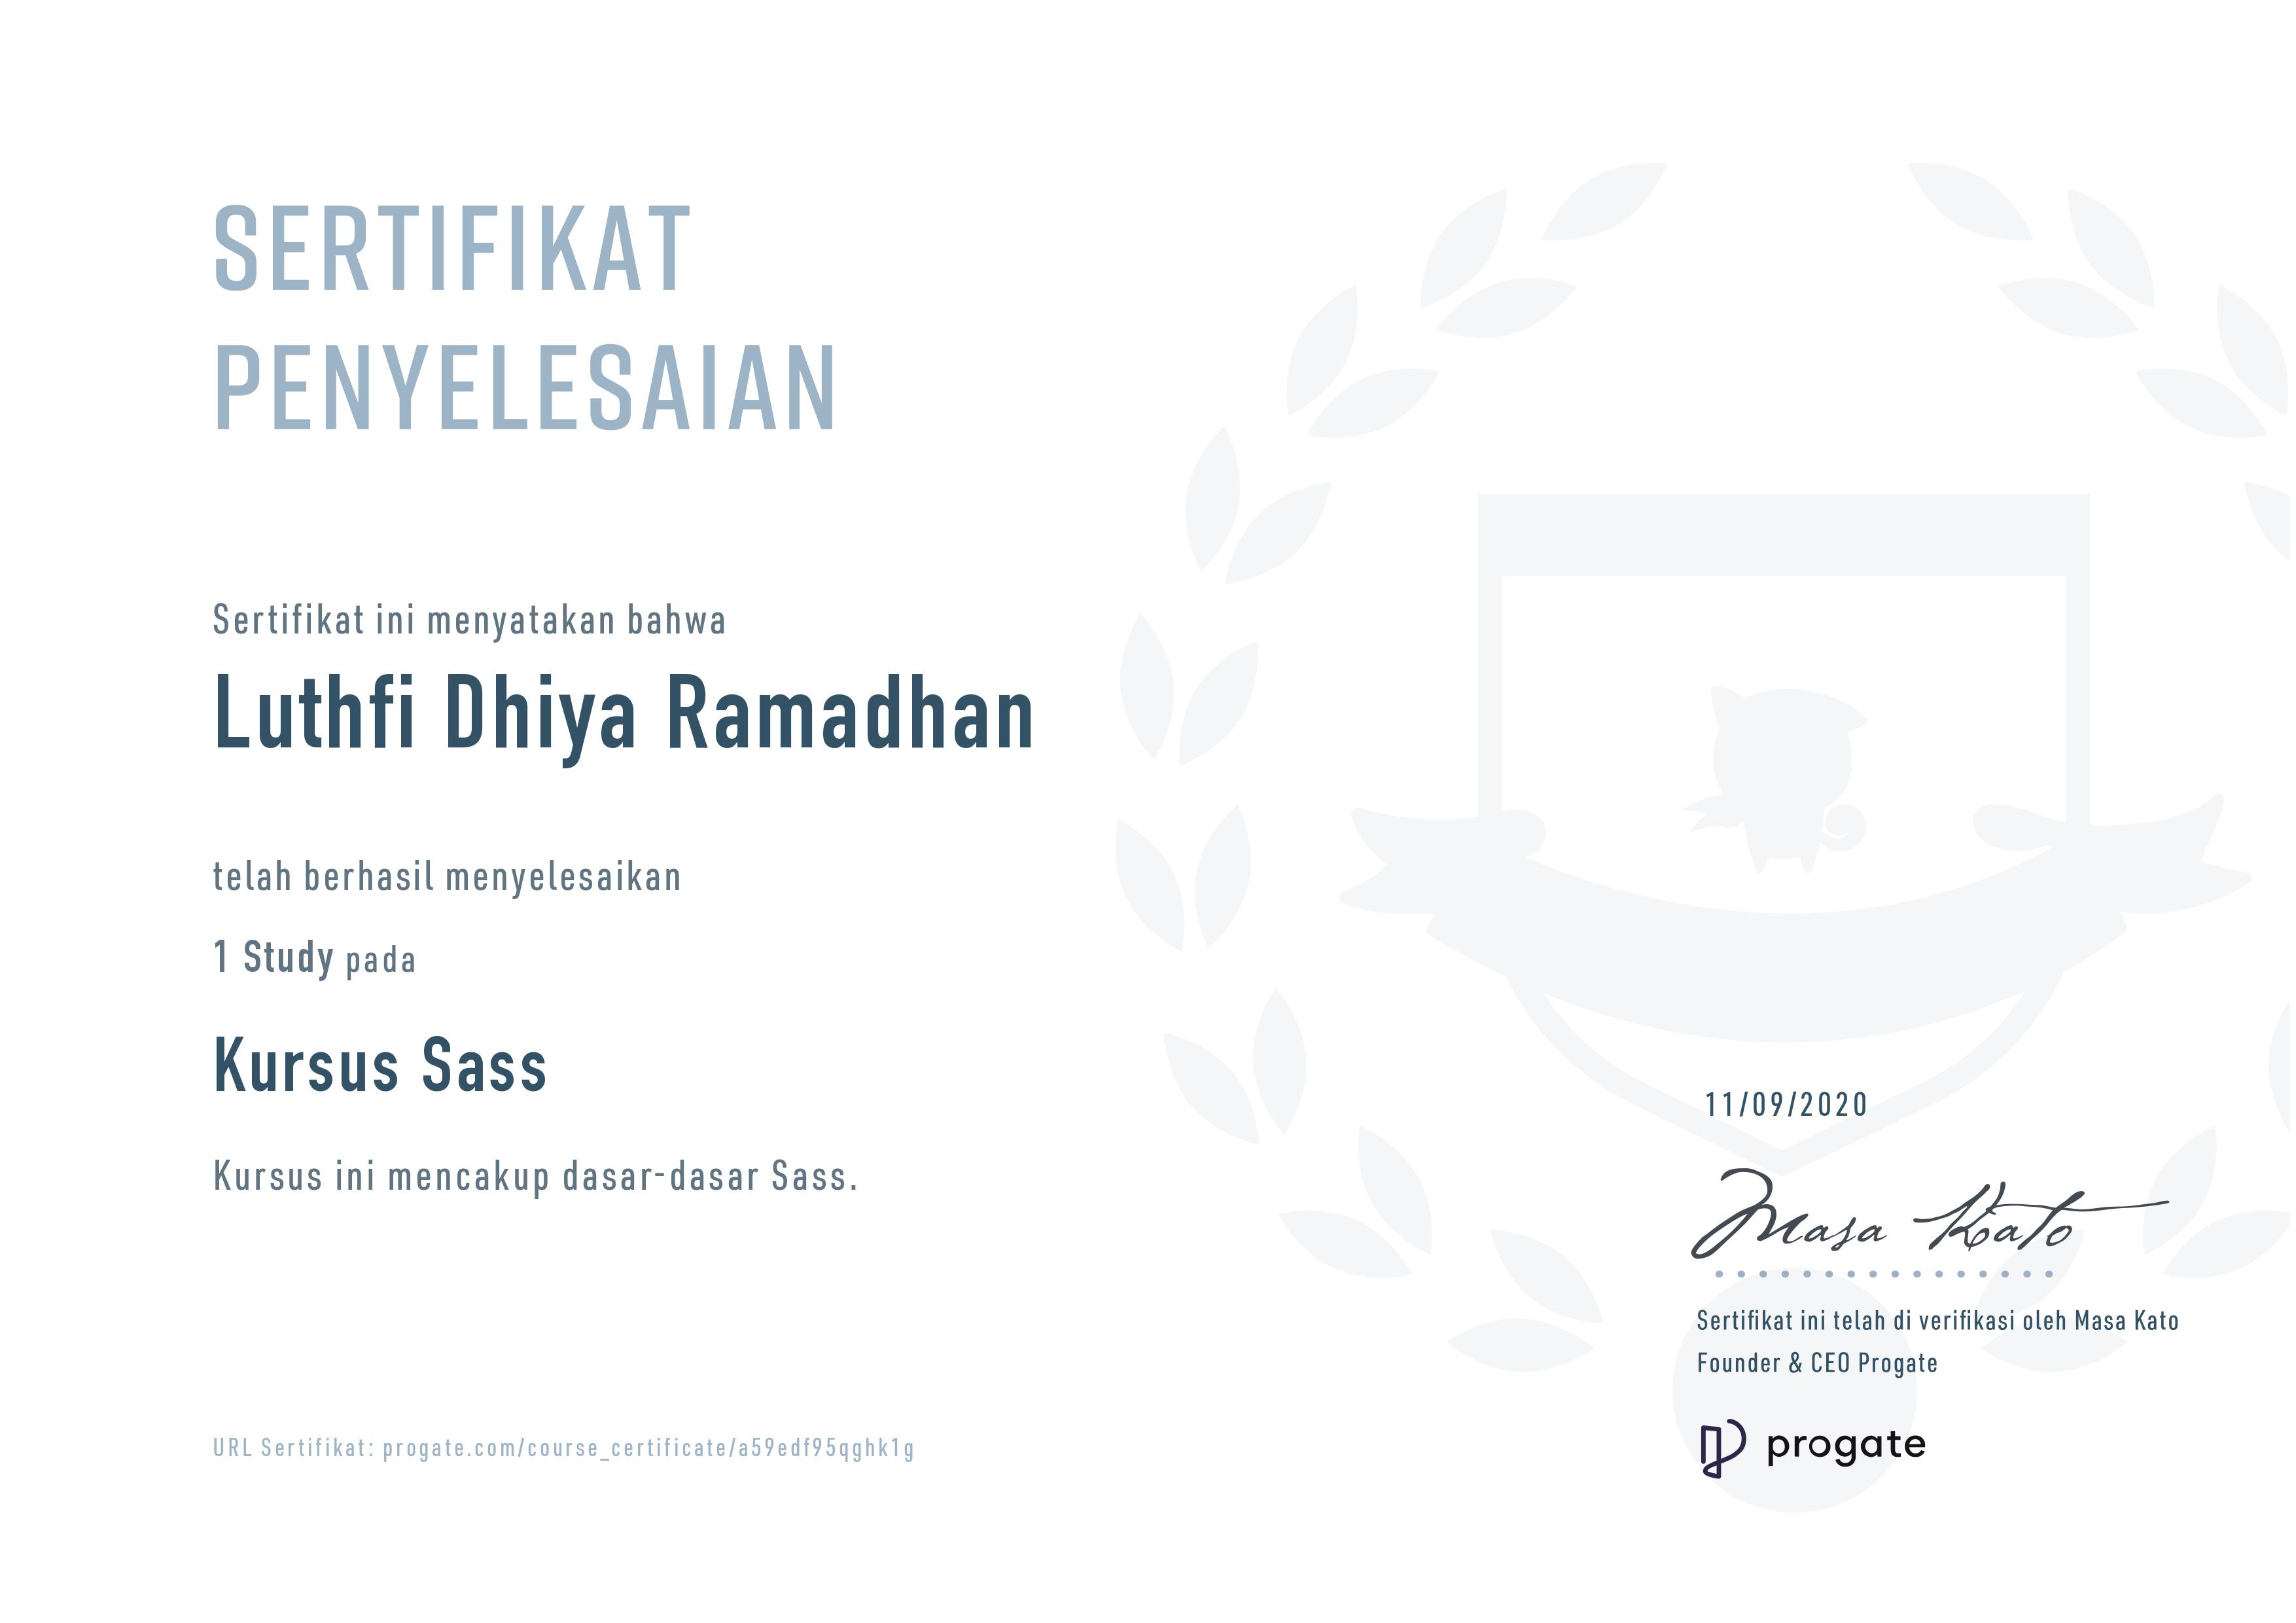 SERTIFIKAT
PENYELESAIAN
Sertifikat ini menyatakan bahwa
Luthfi Dhiya Ramadhan
telah berhasil menyelesaikan
1 Study pada
Kursus Sass
Kursus ini mencakup dasar-dasar Sass.
URL Sertifikat: progate.com/course_certificate/a59edf95qghk1g
11/09/2020
Masa Kato
Sertifikat ini telah di verifikasi oleh Masa Kato
Founder & CEO Progate
progate